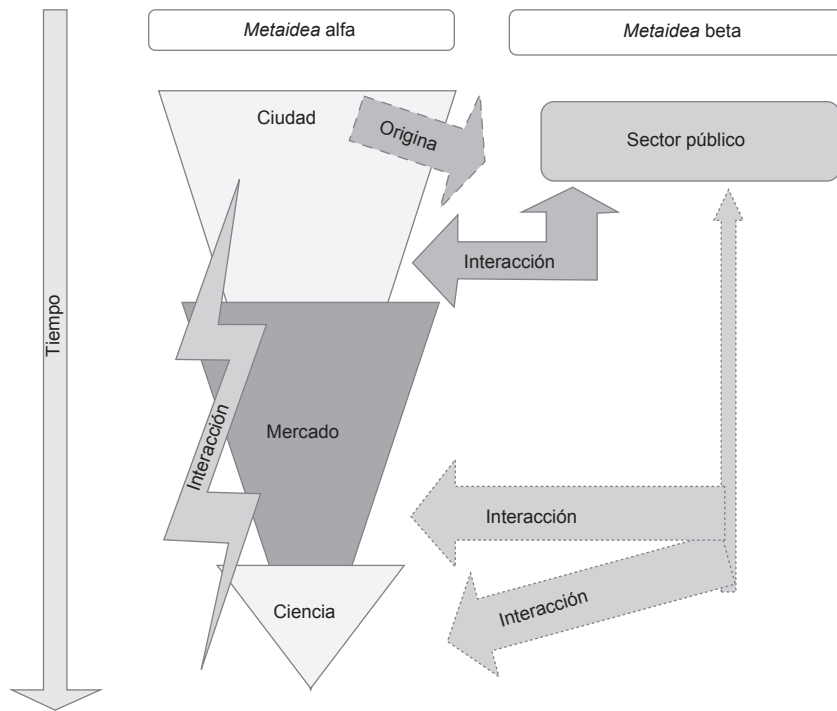 Metaidea alfa
Metaidea beta
Ciudad
Origina
Sector público
Interacción
Tiempo
Mercado
Interacción
Interacción
Interacción
Ciencia